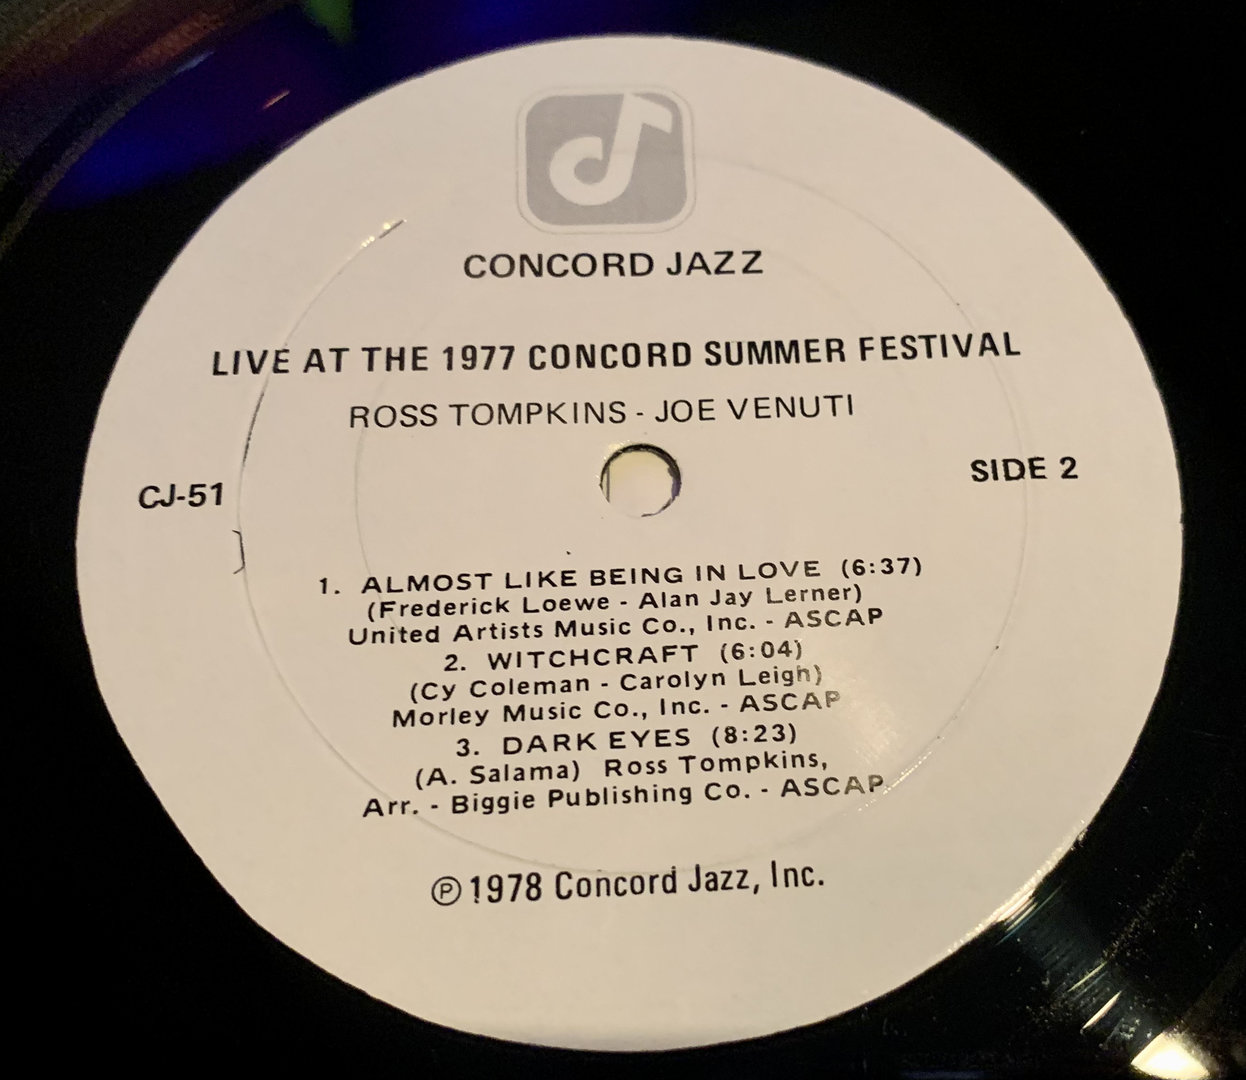 CONCORD JAZZ
LIVE AT THE 1977 CONCORD SUMMER FESTIVAL
ROSS TOMPKINS - JOE VENUTI
CJ-51
SIDE 2
1. ALMOST LIKE BEING IN LOVE (6:37)
(Frederick Loewe - Alan Jay Lerner)
United Artists Music Co., Inc. - ASCAP
2. WITCHCRAFT (6:04)
(Cy Coleman - Carolyn Leigh)
Morley Music Co., Inc. - ASCAP
3. DARK EYES (8:23)
(A. Salama) Ross Tompkins,
Arr. - Biggie Publishing Co. - ASCAP
℗ 1978 Concord Jazz, Inc.